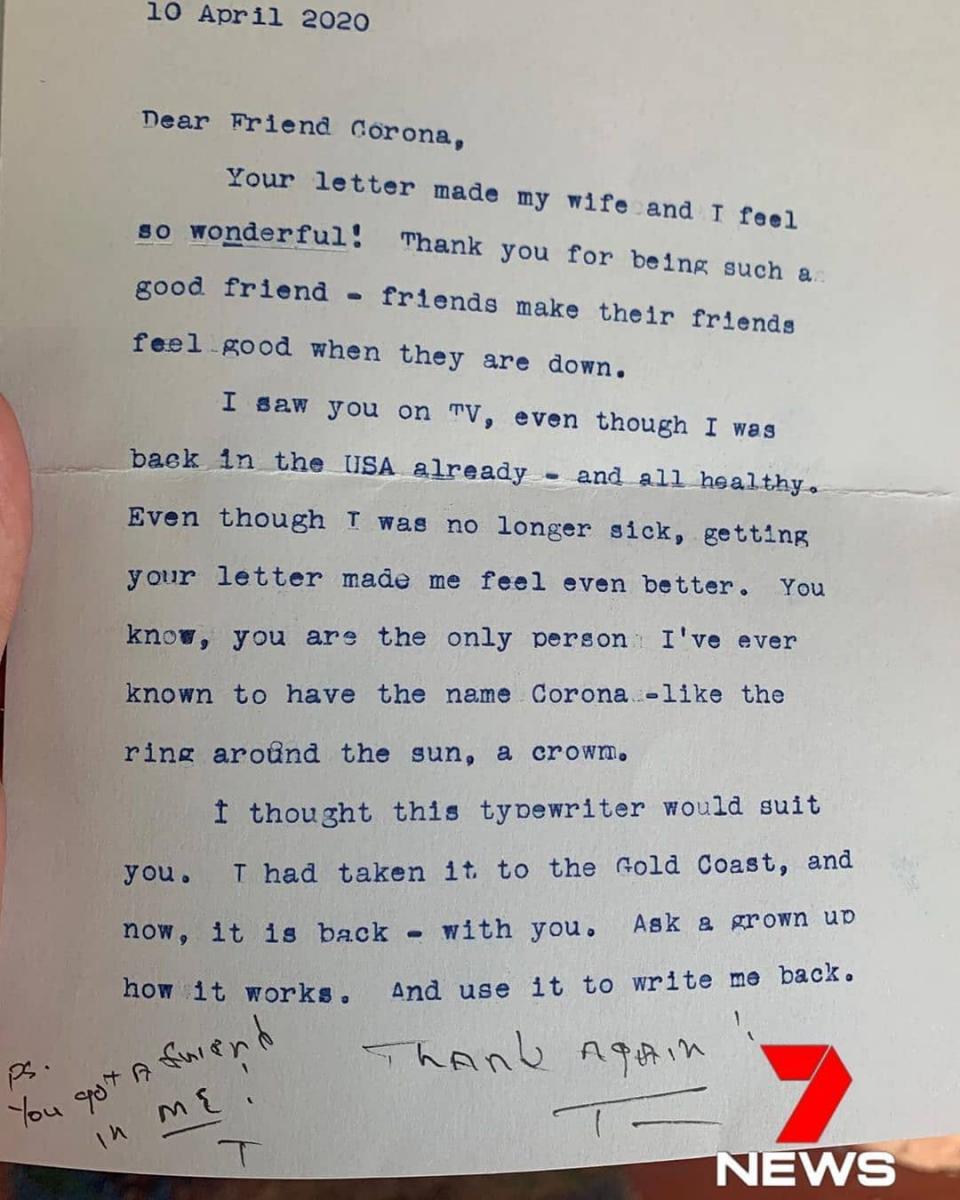 10 April 2020
Dear Friend Corona,
Your letter made my wife and I feel
so wonderful! Thank you for being such a
good friend - friends make their friends
feel good when they are down.
I saw you on TV, even though I was
back in the USA already - and all healthy.
Even though I was no longer sick, getting
your letter made me feel even better. You
know, you are the only person I've ever
known to have the name Corona -like the
ring around the sun, a crowm.
I thought this typewriter would suit
you. I had taken it to the Gold Coast, and
now, it is back - with you. Ask a grown up
how it works. And use it to write me back.
Thank Again!
T
PS.
You got A friend
in ME!
T
7
NEWS